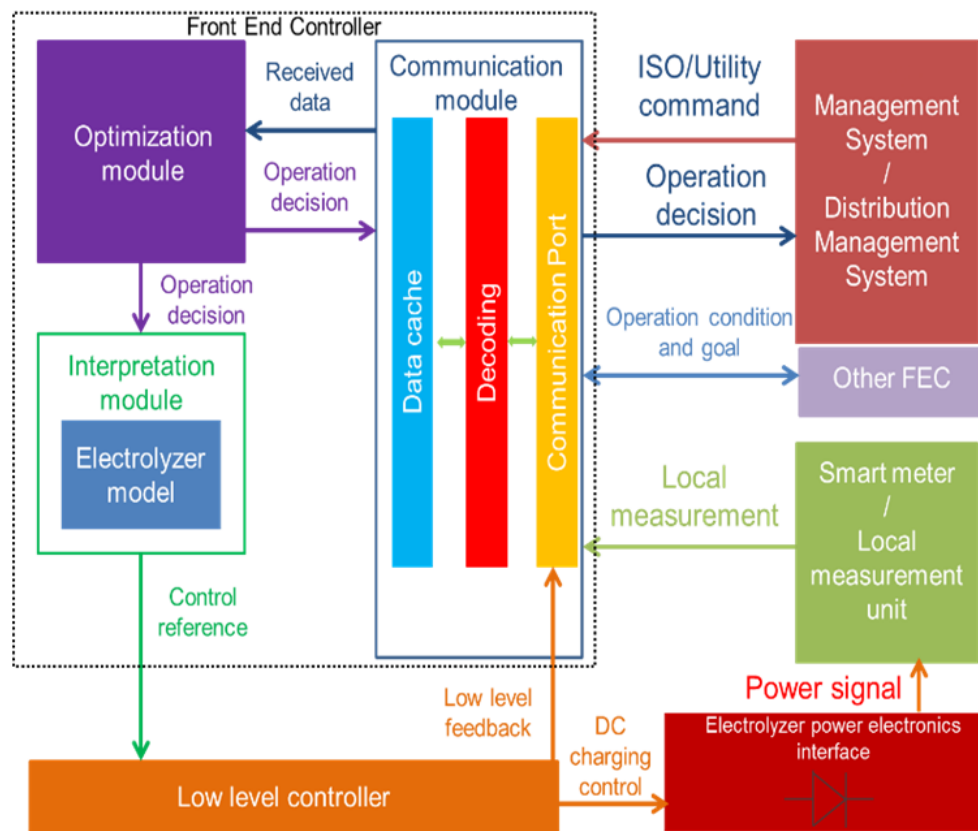 Front End Controller
Optimization
module
Received
data
Operation
decision
Operation
decision
Interpretation
module
Electrolyzer
model
Control
reference
Communication
module
Data cache
Decoding
Communication Port
ISO/Utility
command
Operation
decision
Operation condition
and goal
Local
measurement
Management
System
/
Distribution
Management
System
Other FEC
Smart meter
/
Local
measurement
unit
Power signal
Electrolyzer power electronics
interface
Low level
feedback
DC
charging
control
Low level controller